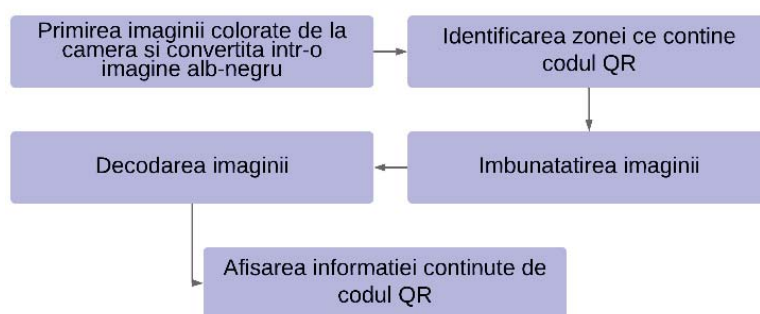 Primirea imaginii colorate de la
camera si convertita intr-o
imagine alb-negru
Identificarea zonei ce contine
codul QR
Imbunatatirea imaginii
Decodarea imaginii
Afisarea informatiei continute de
codul QR